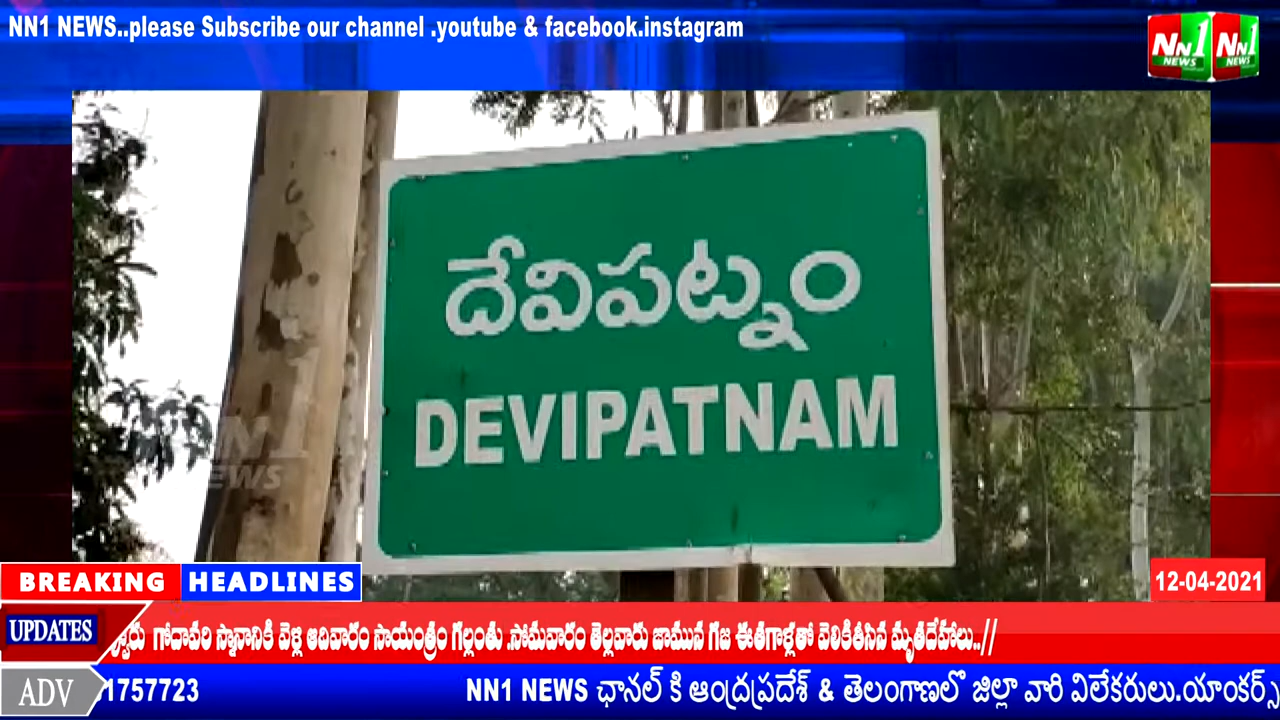 NN1 NEWS..please Subscribe our channel .youtube & facebook.instagram
NN1 NEWS NN1 NEWS
దేవిపట్నం
DEVIPATNAM
NN1 NEWS
BREAKING HEADLINES
12-04-2021
UPDATES గోదావరి స్నానానికి వెళ్లి ఆదివారం సాయంత్రం గల్లంతు .సోమవారం తెల్లవారు జామున గజ ఈతగాళ్లతో వెలికితీసిన మృతదేహాలు..//
ADV 1757723 NN1 NEWS ఛానల్ కి ఆంధ్రప్రదేశ్ & తెలంగాణలొ జిల్లా వారి విలేకరులు.యాంకర్స్